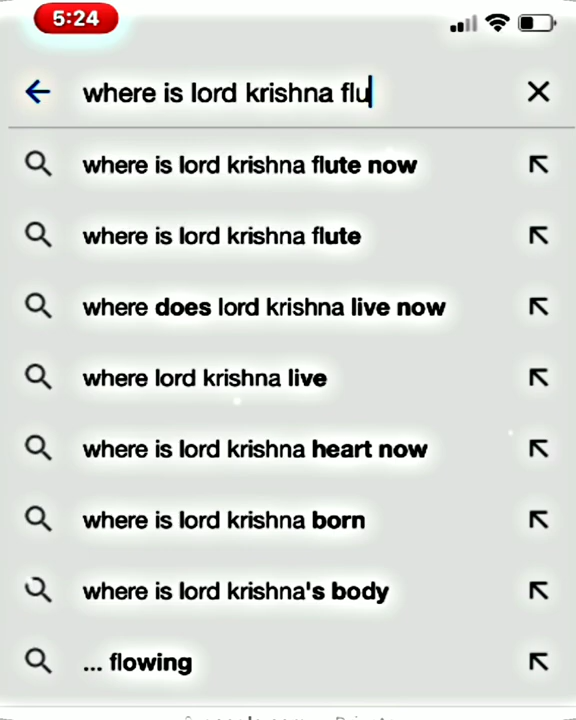 5:24
where is lord krishna flu
where is lord krishna flute now
where is lord krishna flute
where does lord krishna live now
where lord krishna live
where is lord krishna heart now
where is lord krishna born
where is lord krishna's body
... flowing